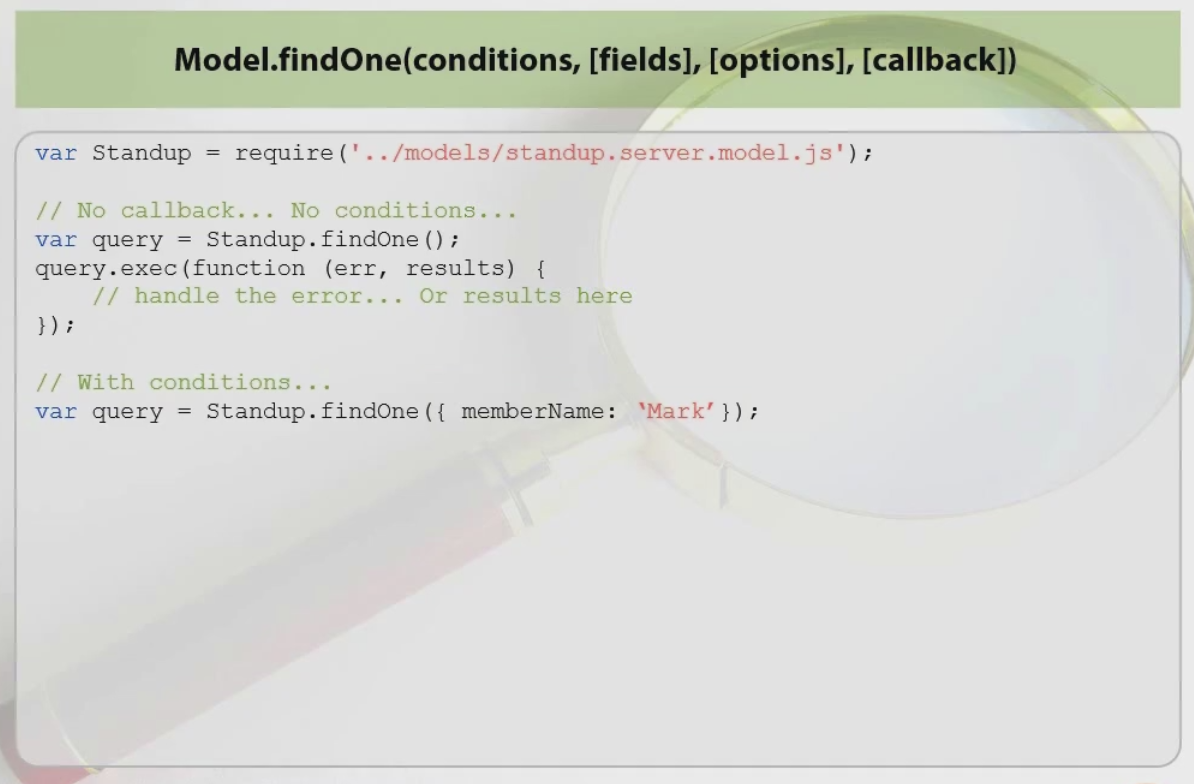 Model.findOne(conditions, [fields], [options], [callback])
var Standup = require('../models/standup.server.model.js');
// No callback... No conditions...
var query = Standup.findOne();
query.exec(function (err, results) {
    // handle the error... Or results here
});
// With conditions...
var query = Standup.findOne({ memberName: ‘Mark’});